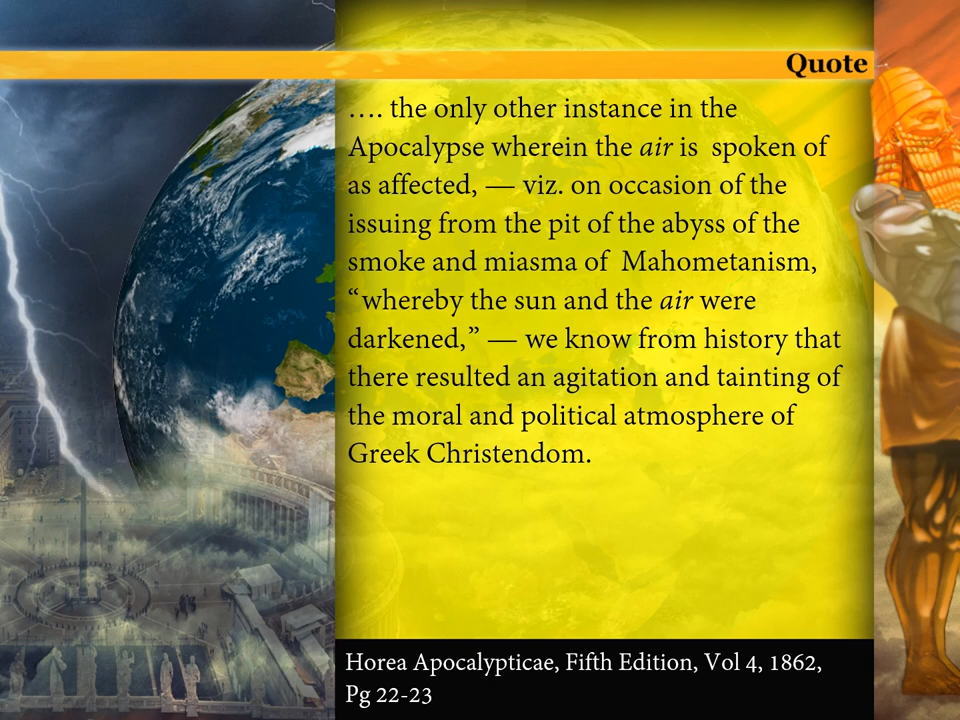 Quote
…. the only other instance in the
Apocalypse wherein the air is  spoken of
as affected, — viz. on occasion of the
issuing from the pit of the abyss of the
smoke and miasma of  Mahometanism,
“whereby the sun and the air were
darkened,” — we know from history that
there resulted an agitation and tainting of
the moral and political atmosphere of
Greek Christendom.
Horea Apocalypticae, Fifth Edition, Vol 4, 1862,
Pg 22-23